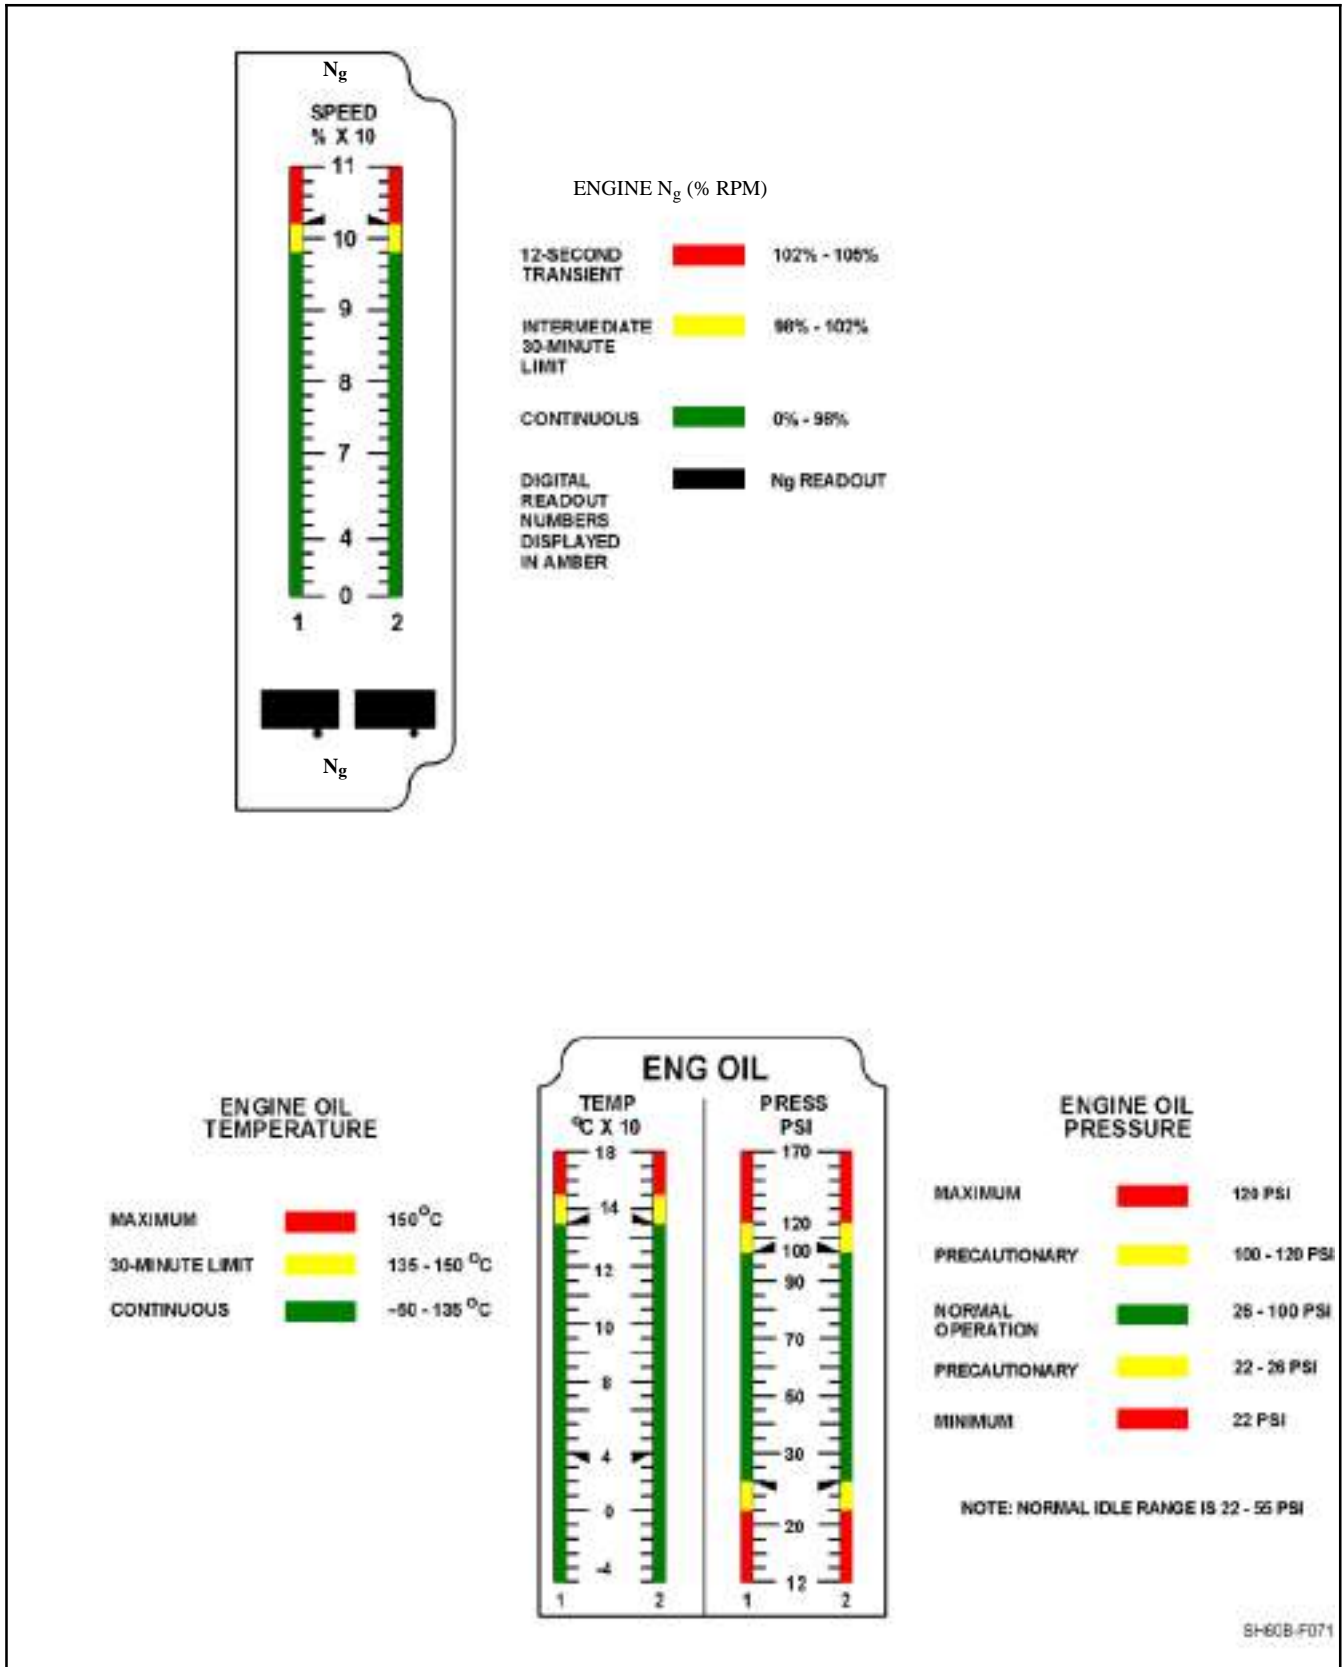 Ng
SPEED
% X 10
11
10
9
8
7
4
0
1 2
Ng
ENGINE Ng (% RPM)
12-SECOND
TRANSIENT
102% - 105%
INTERMEDIATE
30-MINUTE
LIMIT
98% - 102%
CONTINUOUS
0% - 98%
DIGITAL
READOUT
NUMBERS
DISPLAYED
IN AMBER
Ng READOUT
ENGINE OIL
TEMPERATURE
MAXIMUM
150°C
30-MINUTE LIMIT
135 - 150 °C
CONTINUOUS
–50 - 135 °C
ENG OIL
TEMP
°C X 10
18
14
12
10
8
4
0
-4
1 2
PRESS
PSI
170
120
100
90
70
50
30
20
12
1 2
ENGINE OIL
PRESSURE
MAXIMUM
120 PSI
PRECAUTIONARY
100 - 120 PSI
NORMAL
OPERATION
26 - 100 PSI
PRECAUTIONARY
22 - 26 PSI
MINIMUM
22 PSI
NOTE: NORMAL IDLE RANGE IS 22 - 55 PSI
SH60B-F071